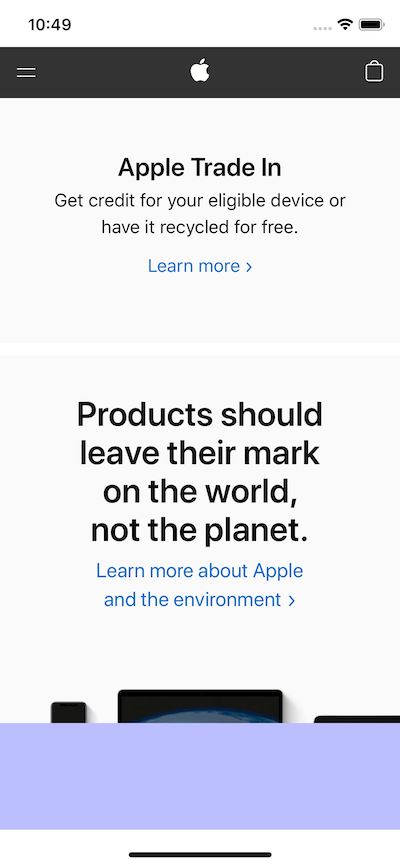 10:49
Apple Trade In
Get credit for your eligible device or
have it recycled for free.
Learn more ›
Products should
leave their mark
on the world,
not the planet.
Learn more about Apple
and the environment ›